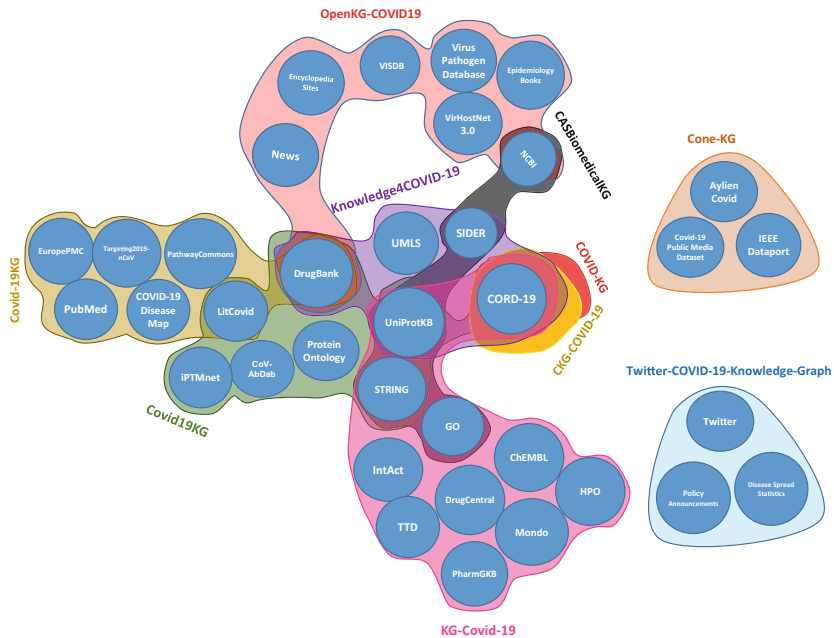 OpenKG-COVID19
Encyclopedia
Sites
VISDB
Virus
Pathogen
Database
Epidemiology
Books
VirHostNet
3.0
News
NCBI
CASBiomedicalKG
Knowledge4COVID-19
UMLS
SIDER
Cone-KG
Aylien
Covid
Covid-19
Public Media
Dataset
IEEE
Dataport
Covid-19KG
EuropePMC
Targeting2019-
nCoV
PathwayCommons
PubMed
COVID-19
Disease
Map
LitCovid
DrugBank
CORD-19
COVID-KG
CKG-COVID-19
UniProtKB
Protein
Ontology
iPTMnet
CoV-
AbDab
Covid19KG
STRING
GO
Twitter-COVID-19-Knowledge-Graph
Twitter
Policy
Announcements
Disease Spread
Statistics
IntAct
ChEMBL
HPO
DrugCentral
TTD
Mondo
PharmGKB
KG-Covid-19